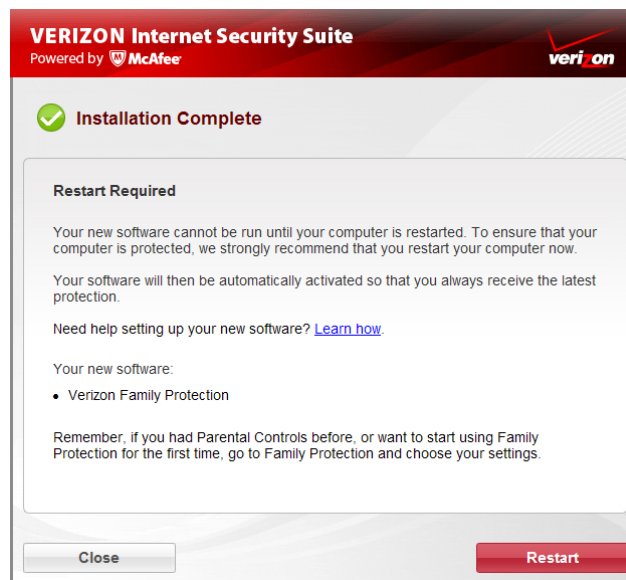 VERIZON Internet Security Suite
Powered by McAfee
verizon
Installation Complete
Restart Required
Your new software cannot be run until your computer is restarted. To ensure that your
computer is protected, we strongly recommend that you restart your computer now.
Your software will then be automatically activated so that you always receive the latest
protection.
Need help setting up your new software? Learn how.
Your new software:
• Verizon Family Protection
Remember, if you had Parental Controls before, or want to start using Family
Protection for the first time, go to Family Protection and choose your settings.
Close
Restart